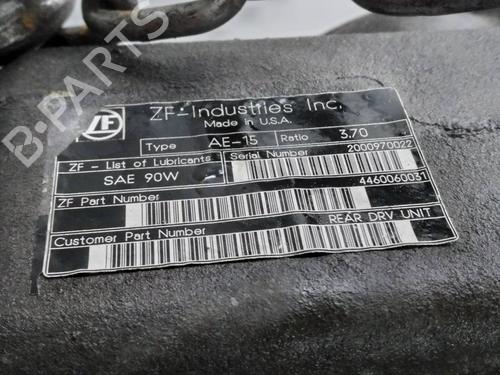 B-PARTS
ZF ZF-Industries Inc.
Made in U.S.A.
Type AE-15 Ratio 3.70
ZF - List of Lubricants Serial Number 2000970022
SAE 90W
ZF Part Number 4460060031
Customer Part Number REAR DRV UNIT